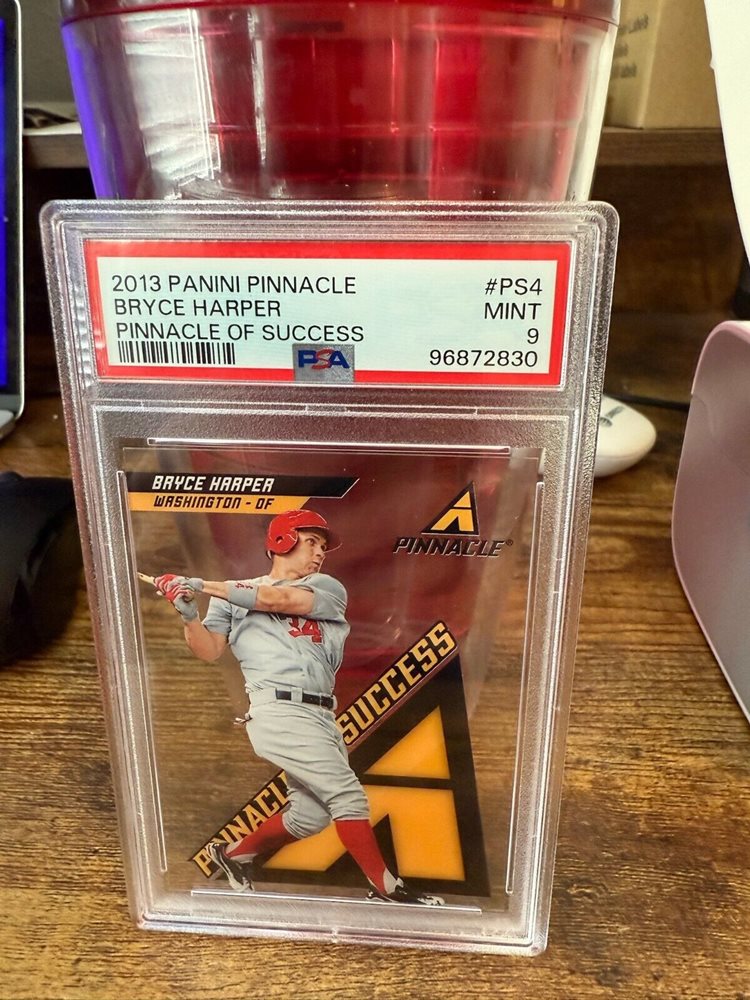 2013 PANINI PINNACLE #PS4
BRYCE HARPER MINT
PINNACLE OF SUCCESS 9
PSA 96872830
BRYCE HARPER
WASHINGTON - OF
PINNACLE®
34
PINNACLE SUCCESS